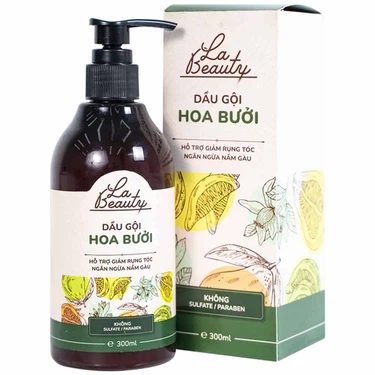 La
Beauty
DẦU GỘI
HOA BƯỞI
HỖ TRỢ GIẢM RỤNG TÓC
NGĂN NGỪA NẤM GÀU
KHÔNG
SULFATE / PARABEN
℮ 300ml
La
Beauty
DẦU GỘI
HOA BƯỞI
HỖ TRỢ GIẢM RỤNG TÓC
NGĂN NGỪA NẤM GÀU
KHÔNG
SULFATE / PARABEN
℮ 300ml